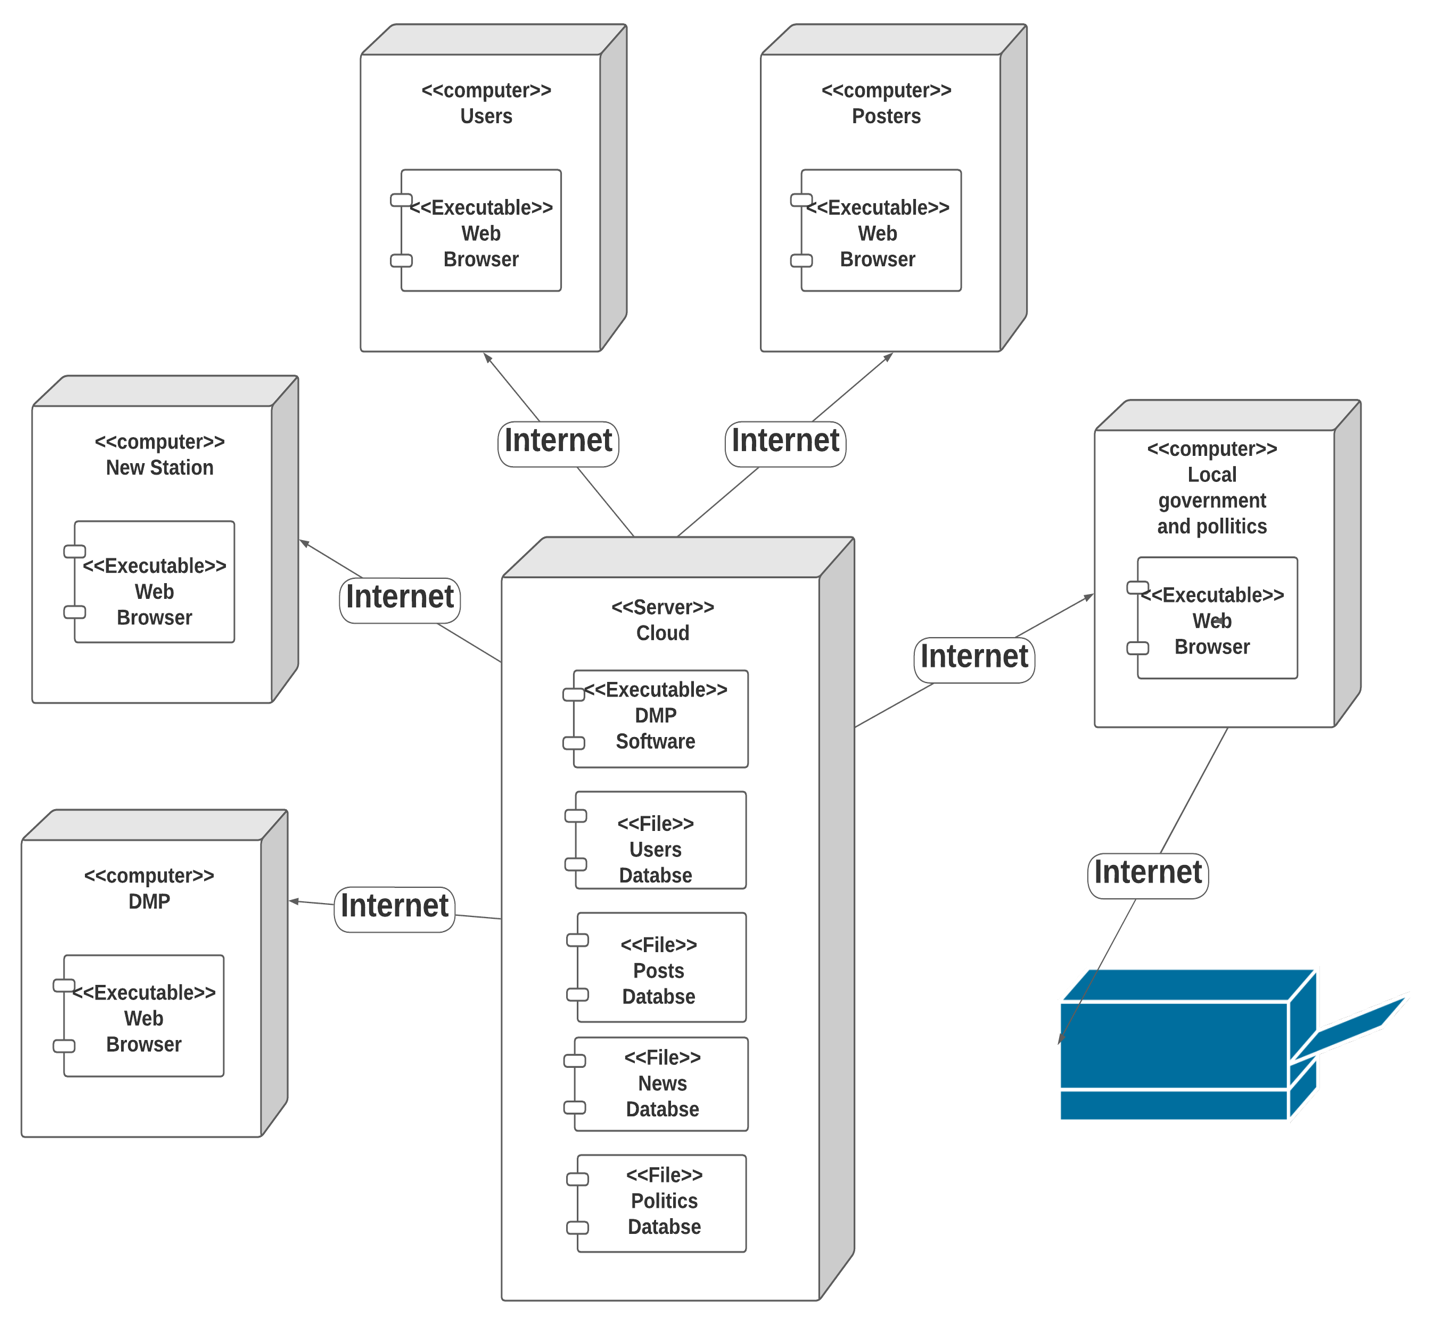 <<computer>>
Users
<<Executable>>
Web
Browser
<<computer>>
Posters
<<Executable>>
Web
Browser
Internet
Internet
<<computer>>
New Station
<<Executable>>
Web
Browser
Internet
<<computer>>
Local
government
and pollitics
<<Executable>>
Web
Browser
Internet
<<Server>>
Cloud
<<Executable>>
DMP
Software
<<File>>
Users
Databse
<<File>>
Posts
Databse
<<File>>
News
Databse
<<File>>
Politics
Databse
<<computer>>
DMP
<<Executable>>
Web
Browser
Internet
Internet